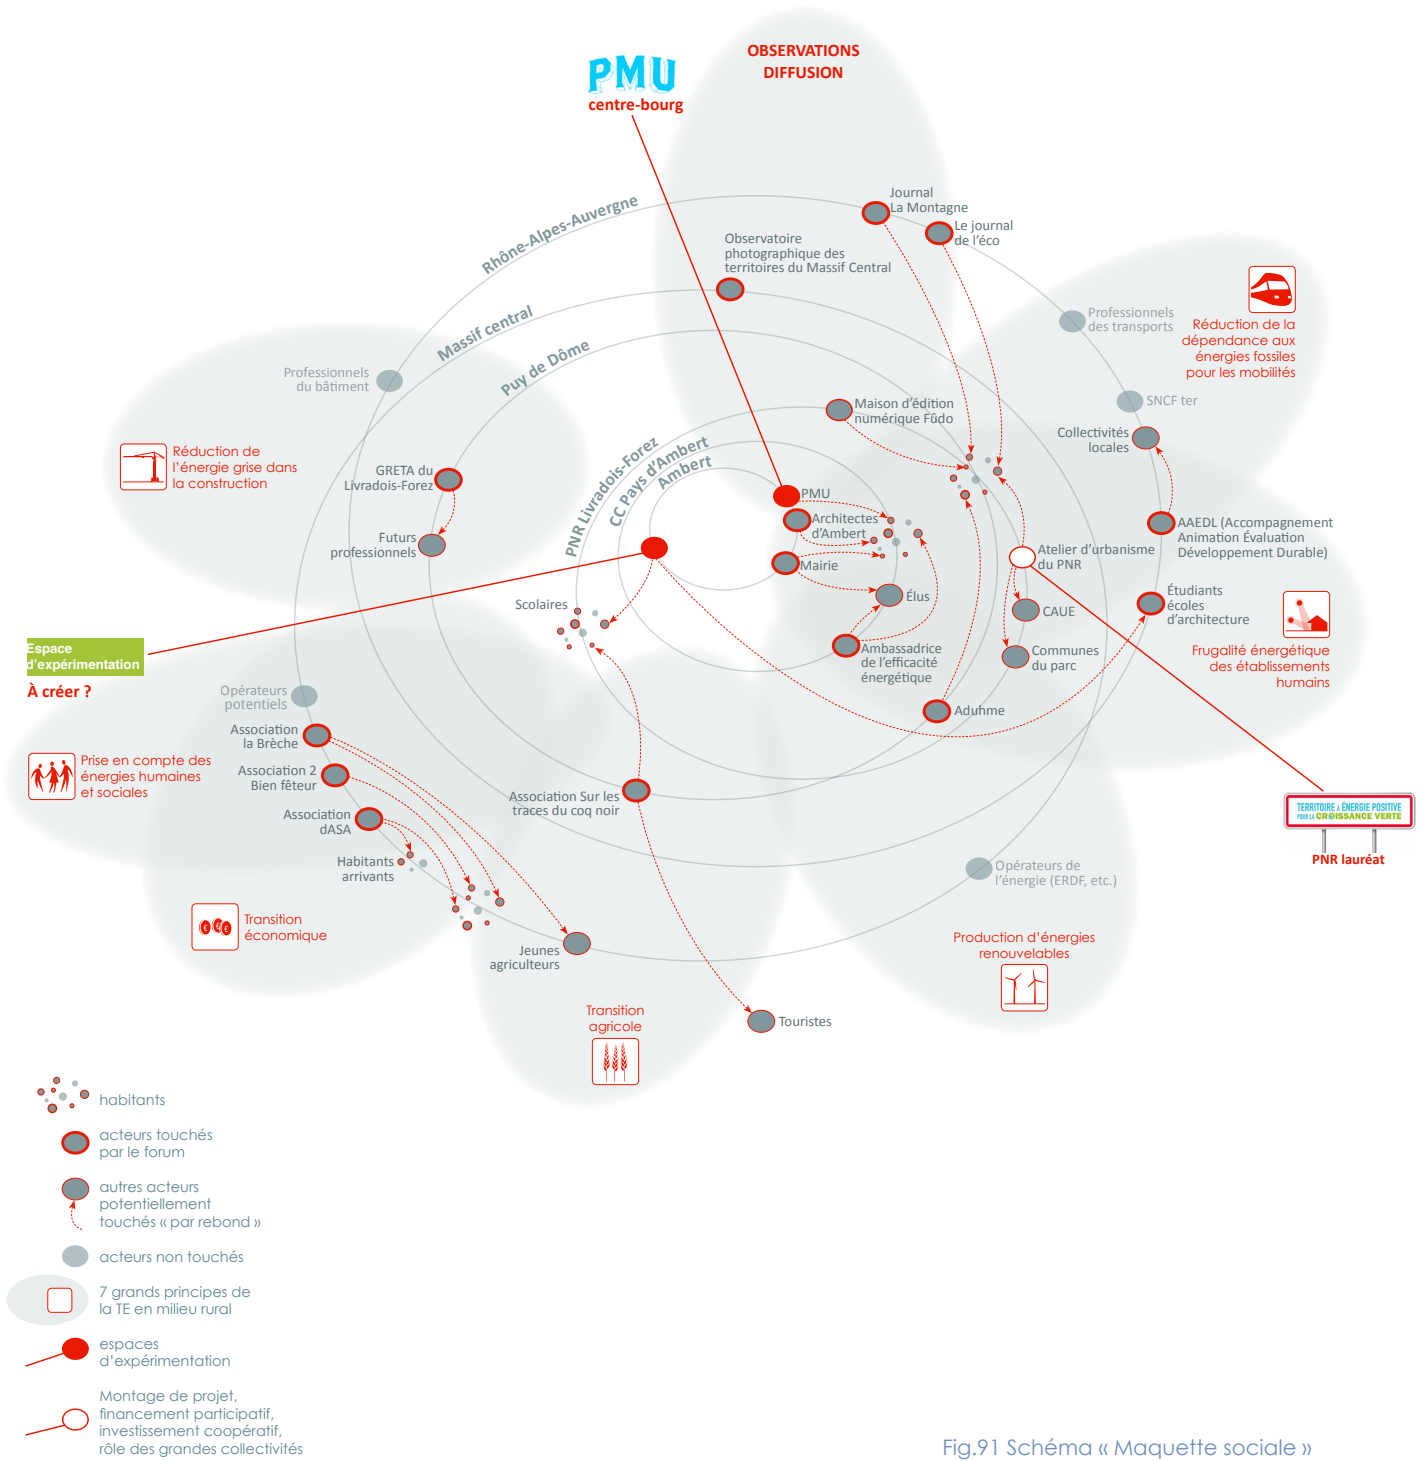 OBSERVATIONS
DIFFUSION
PMU
centre-bourg
Rhône-Alpes-Auvergne
Massif central
Puy de Dôme
PNR Livradois-Forez
CC Pays d'Ambert
Ambert
Journal
La Montagne
Le journal
de l'éco
Observatoire
photographique des
territoires du Massif Central
Professionnels
des transports
Réduction de la
dépendance aux
énergies fossiles
pour les mobilités
SNCF ter
Collectivités
locales
Professionnels
du bâtiment
Réduction de
l'énergie grise dans
la construction
GRETA du
Livradois-Forez
Futurs
professionnels
Maison d'édition
numérique Fûdo
PMU
Architectes
d'Ambert
Mairie
Élus
Ambassadrice
de l'efficacité
énergétique
AAEDL (Accompagnement
Animation Évaluation
Développement Durable)
Atelier d'urbanisme
du PNR
CAUE
Communes
du parc
Étudiants
écoles
d'architecture
Frugalité énergétique
des établissements
humains
Aduhme
Scolaires
Espace
d'expérimentation
À créer ?
Opérateurs
potentiels
Association
la Brèche
Association 2
Bien fêteur
Association
dASA
Habitants
arrivants
Prise en compte des
énergies humaines
et sociales
Association Sur les
traces du coq noir
TERRITOIRE À ÉNERGIE POSITIVE
POUR LA CROISSANCE VERTE
PNR lauréat
Opérateurs de
l'énergie (ERDF, etc.)
Transition
économique
Jeunes
agriculteurs
Production d'énergies
renouvelables
Transition
agricole
Touristes
habitants
acteurs touchés
par le forum
autres acteurs
potentiellement
touchés « par rebond »
acteurs non touchés
7 grands principes de
la TE en milieu rural
espaces
d'expérimentation
Montage de projet,
financement participatif,
investissement coopératif,
rôle des grandes collectivités
Fig.91 Schéma « Maquette sociale »